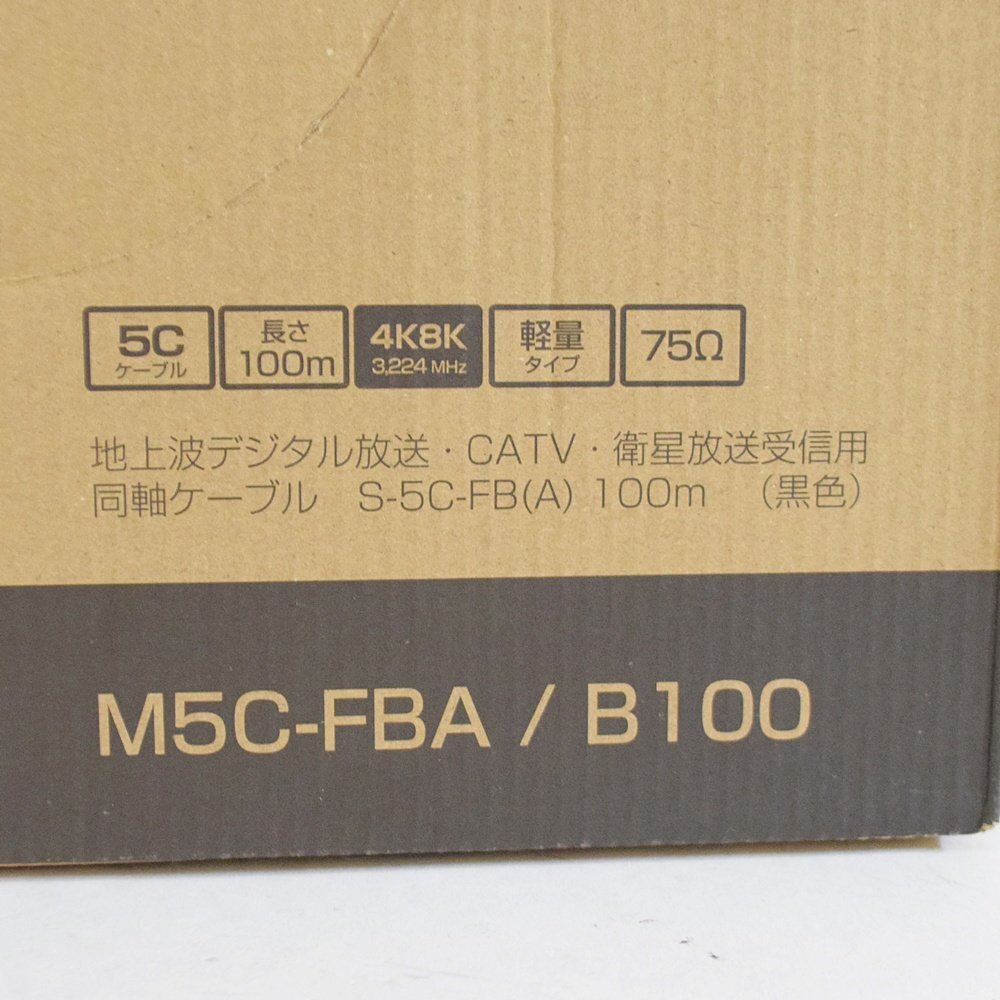 5C
ケーブル
長さ
100m
4K8K
3,224 MHz
軽量
タイプ
75Ω
地上波デジタル放送・CATV・衛星放送受信用
同軸ケーブル S-5C-FB(A) 100m （黒色）
M5C-FBA / B100